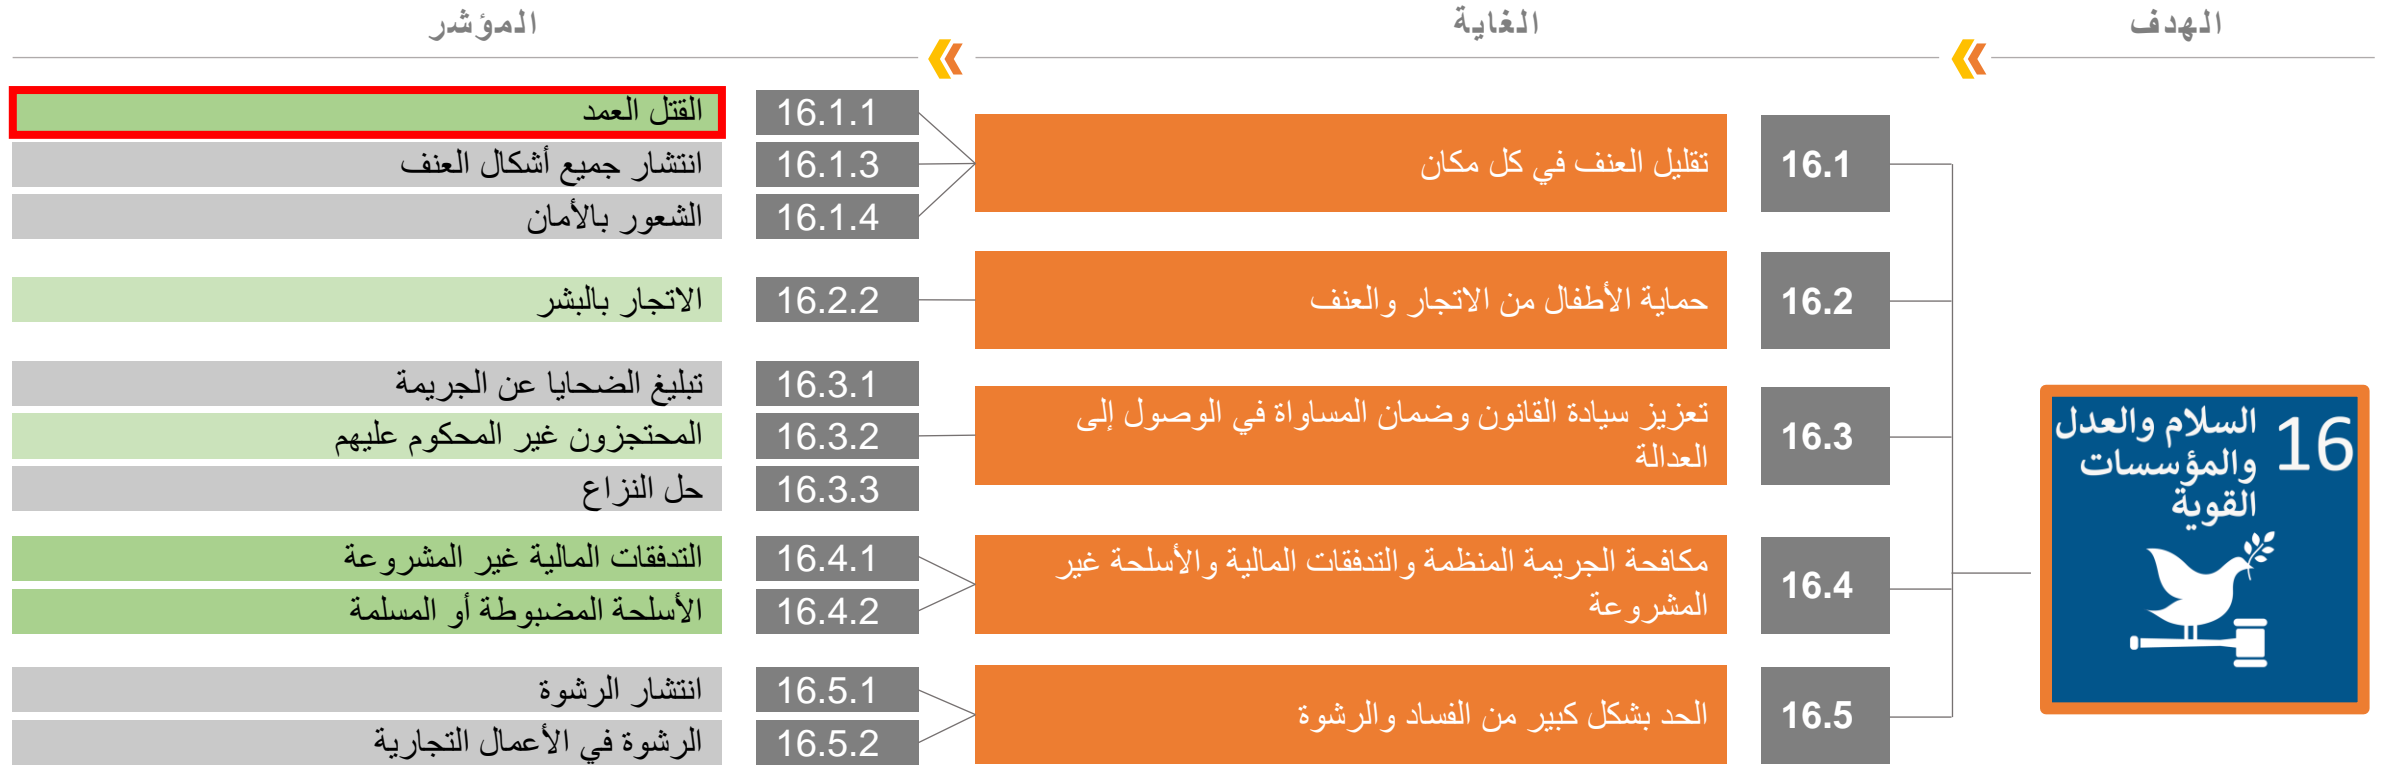 الهدف
الغاية
المؤشر
16 السلام والعدل
والمؤسسات
القوية
16.1
تقليل العنف في كل مكان
16.1.1
القتل العمد
16.1.3
انتشار جميع أشكال العنف
16.1.4
الشعور بالأمان
16.2
حماية الأطفال من الاتجار والعنف
16.2.2
الاتجار بالبشر
16.3
تعزيز سيادة القانون وضمان المساواة في الوصول إلى
العدالة
16.3.1
تبليغ الضحايا عن الجريمة
16.3.2
المحتجزون غير المحكوم عليهم
16.3.3
حل النزاع
16.4
مكافحة الجريمة المنظمة والتدفقات المالية والأسلحة غير
المشروعة
16.4.1
التدفقات المالية غير المشروعة
16.4.2
الأسلحة المضبوطة أو المسلمة
16.5
الحد بشكل كبير من الفساد والرشوة
16.5.1
انتشار الرشوة
16.5.2
الرشوة في الأعمال التجارية